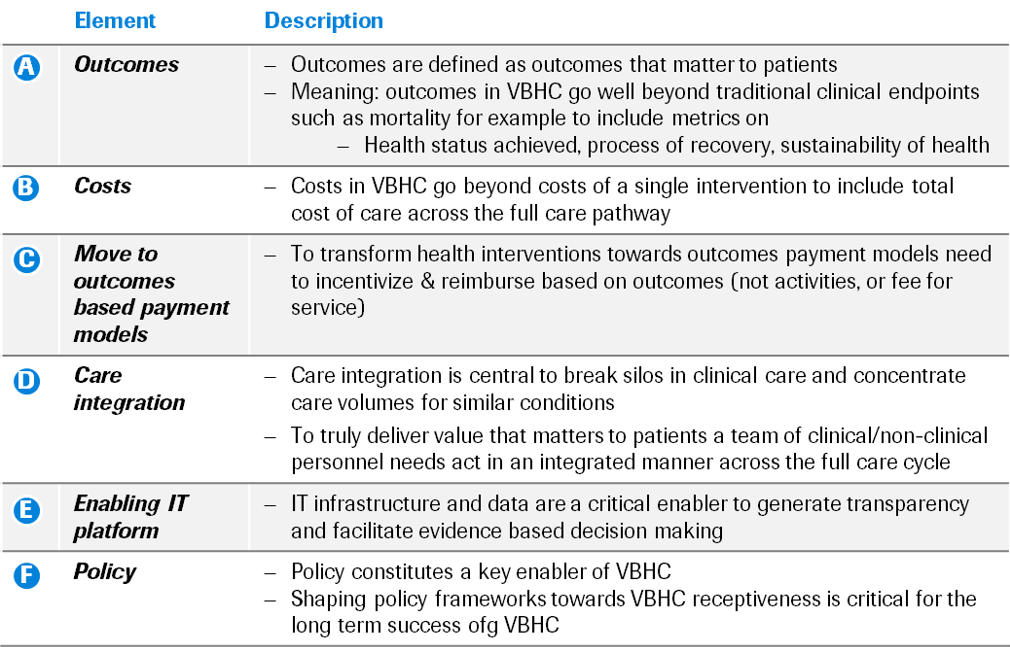 Element Description
A Outcomes – Outcomes are defined as outcomes that matter to patients
– Meaning: outcomes in VBHC go well beyond traditional clinical endpoints
such as mortality for example to include metrics on
– Health status achieved, process of recovery, sustainability of health
B Costs – Costs in VBHC go beyond costs of a single intervention to include total
cost of care across the full care pathway
C Move to – To transform health interventions towards outcomes payment models need
outcomes to incentivize & reimburse based on outcomes (not activities, or fee for
based payment service)
models
D Care – Care integration is central to break silos in clinical care and concentrate
integration care volumes for similar conditions
– To truly deliver value that matters to patients a team of clinical/non-clinical
personnel needs act in an integrated manner across the full care cycle
E Enabling IT – IT infrastructure and data are a critical enabler to generate transparency
platform and facilitate evidence based decision making
F Policy – Policy constitutes a key enabler of VBHC
– Shaping policy frameworks towards VBHC receptiveness is critical for the
long term success ofg VBHC